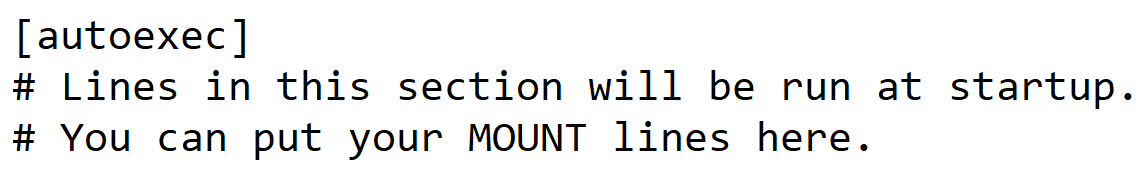 [autoexec]
# Lines in this section will be run at startup.
# You can put your MOUNT lines here.